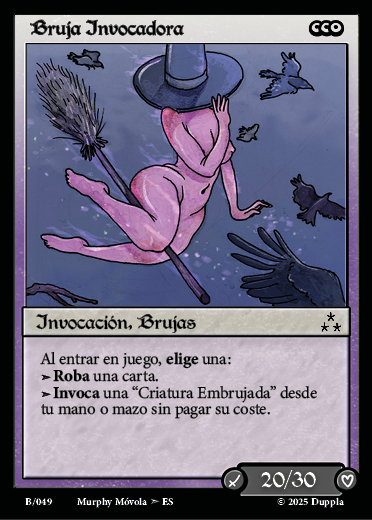 Bruja Invocadora
Invocación, Brujas
Al entrar en juego, elige una:
➤ Roba una carta.
➤ Invoca una “Criatura Embrujada” desde
tu mano o mazo sin pagar su coste.
20/30
B/049 Murphy Móvola ➣ ES © 2025 Duppla